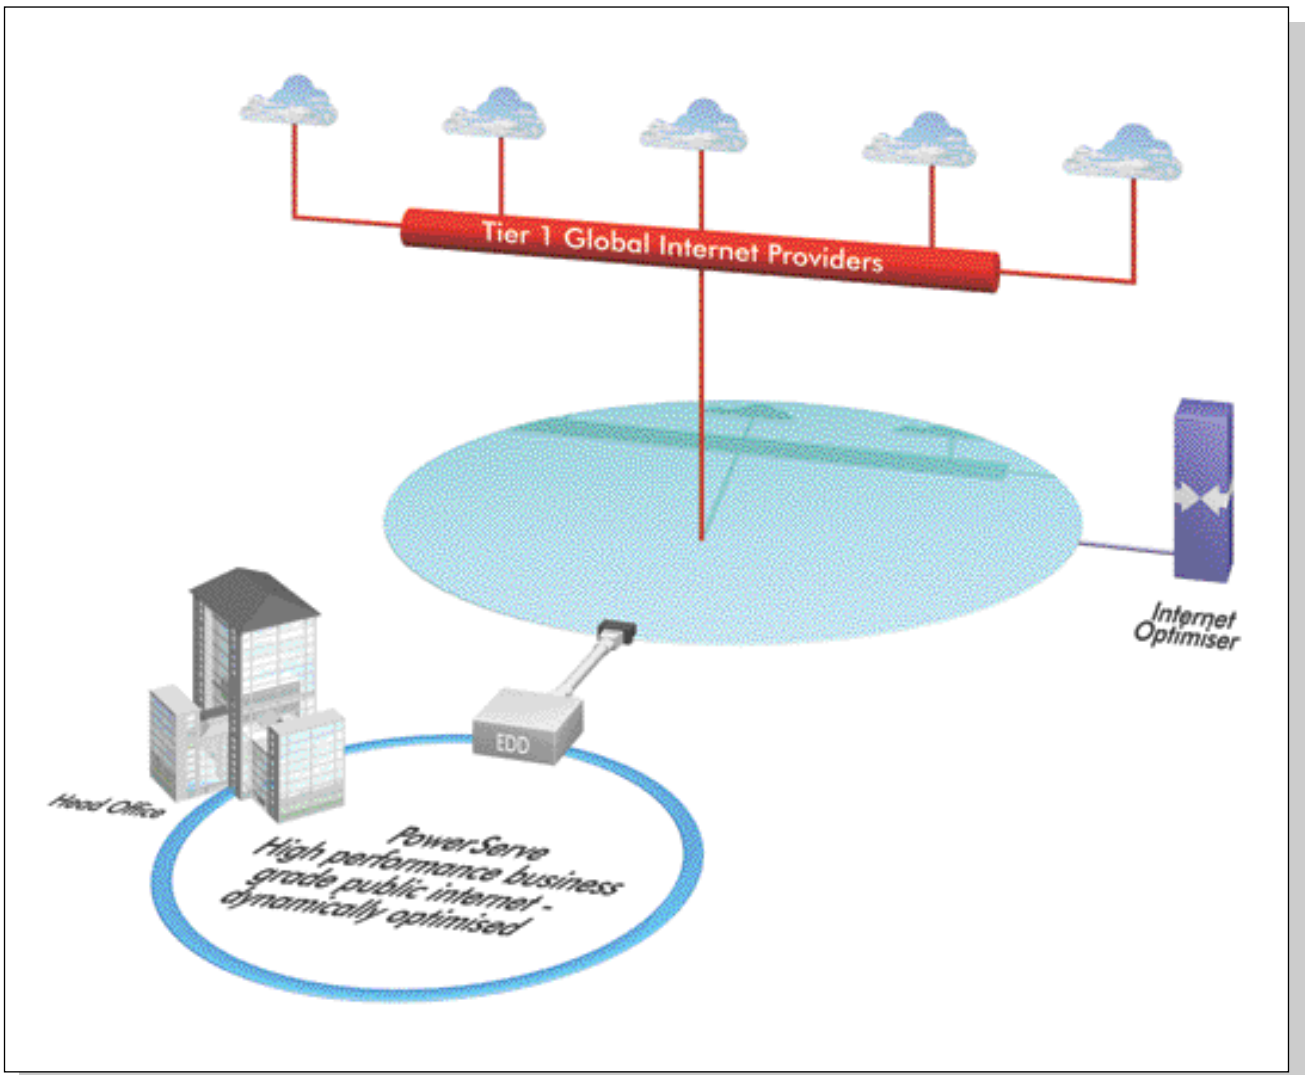 Tier 1 Global Internet Providers
Internet
Optimiser
EDD
Head Office
PowerServe
High performance business
grade public internet -
dynamically optimised